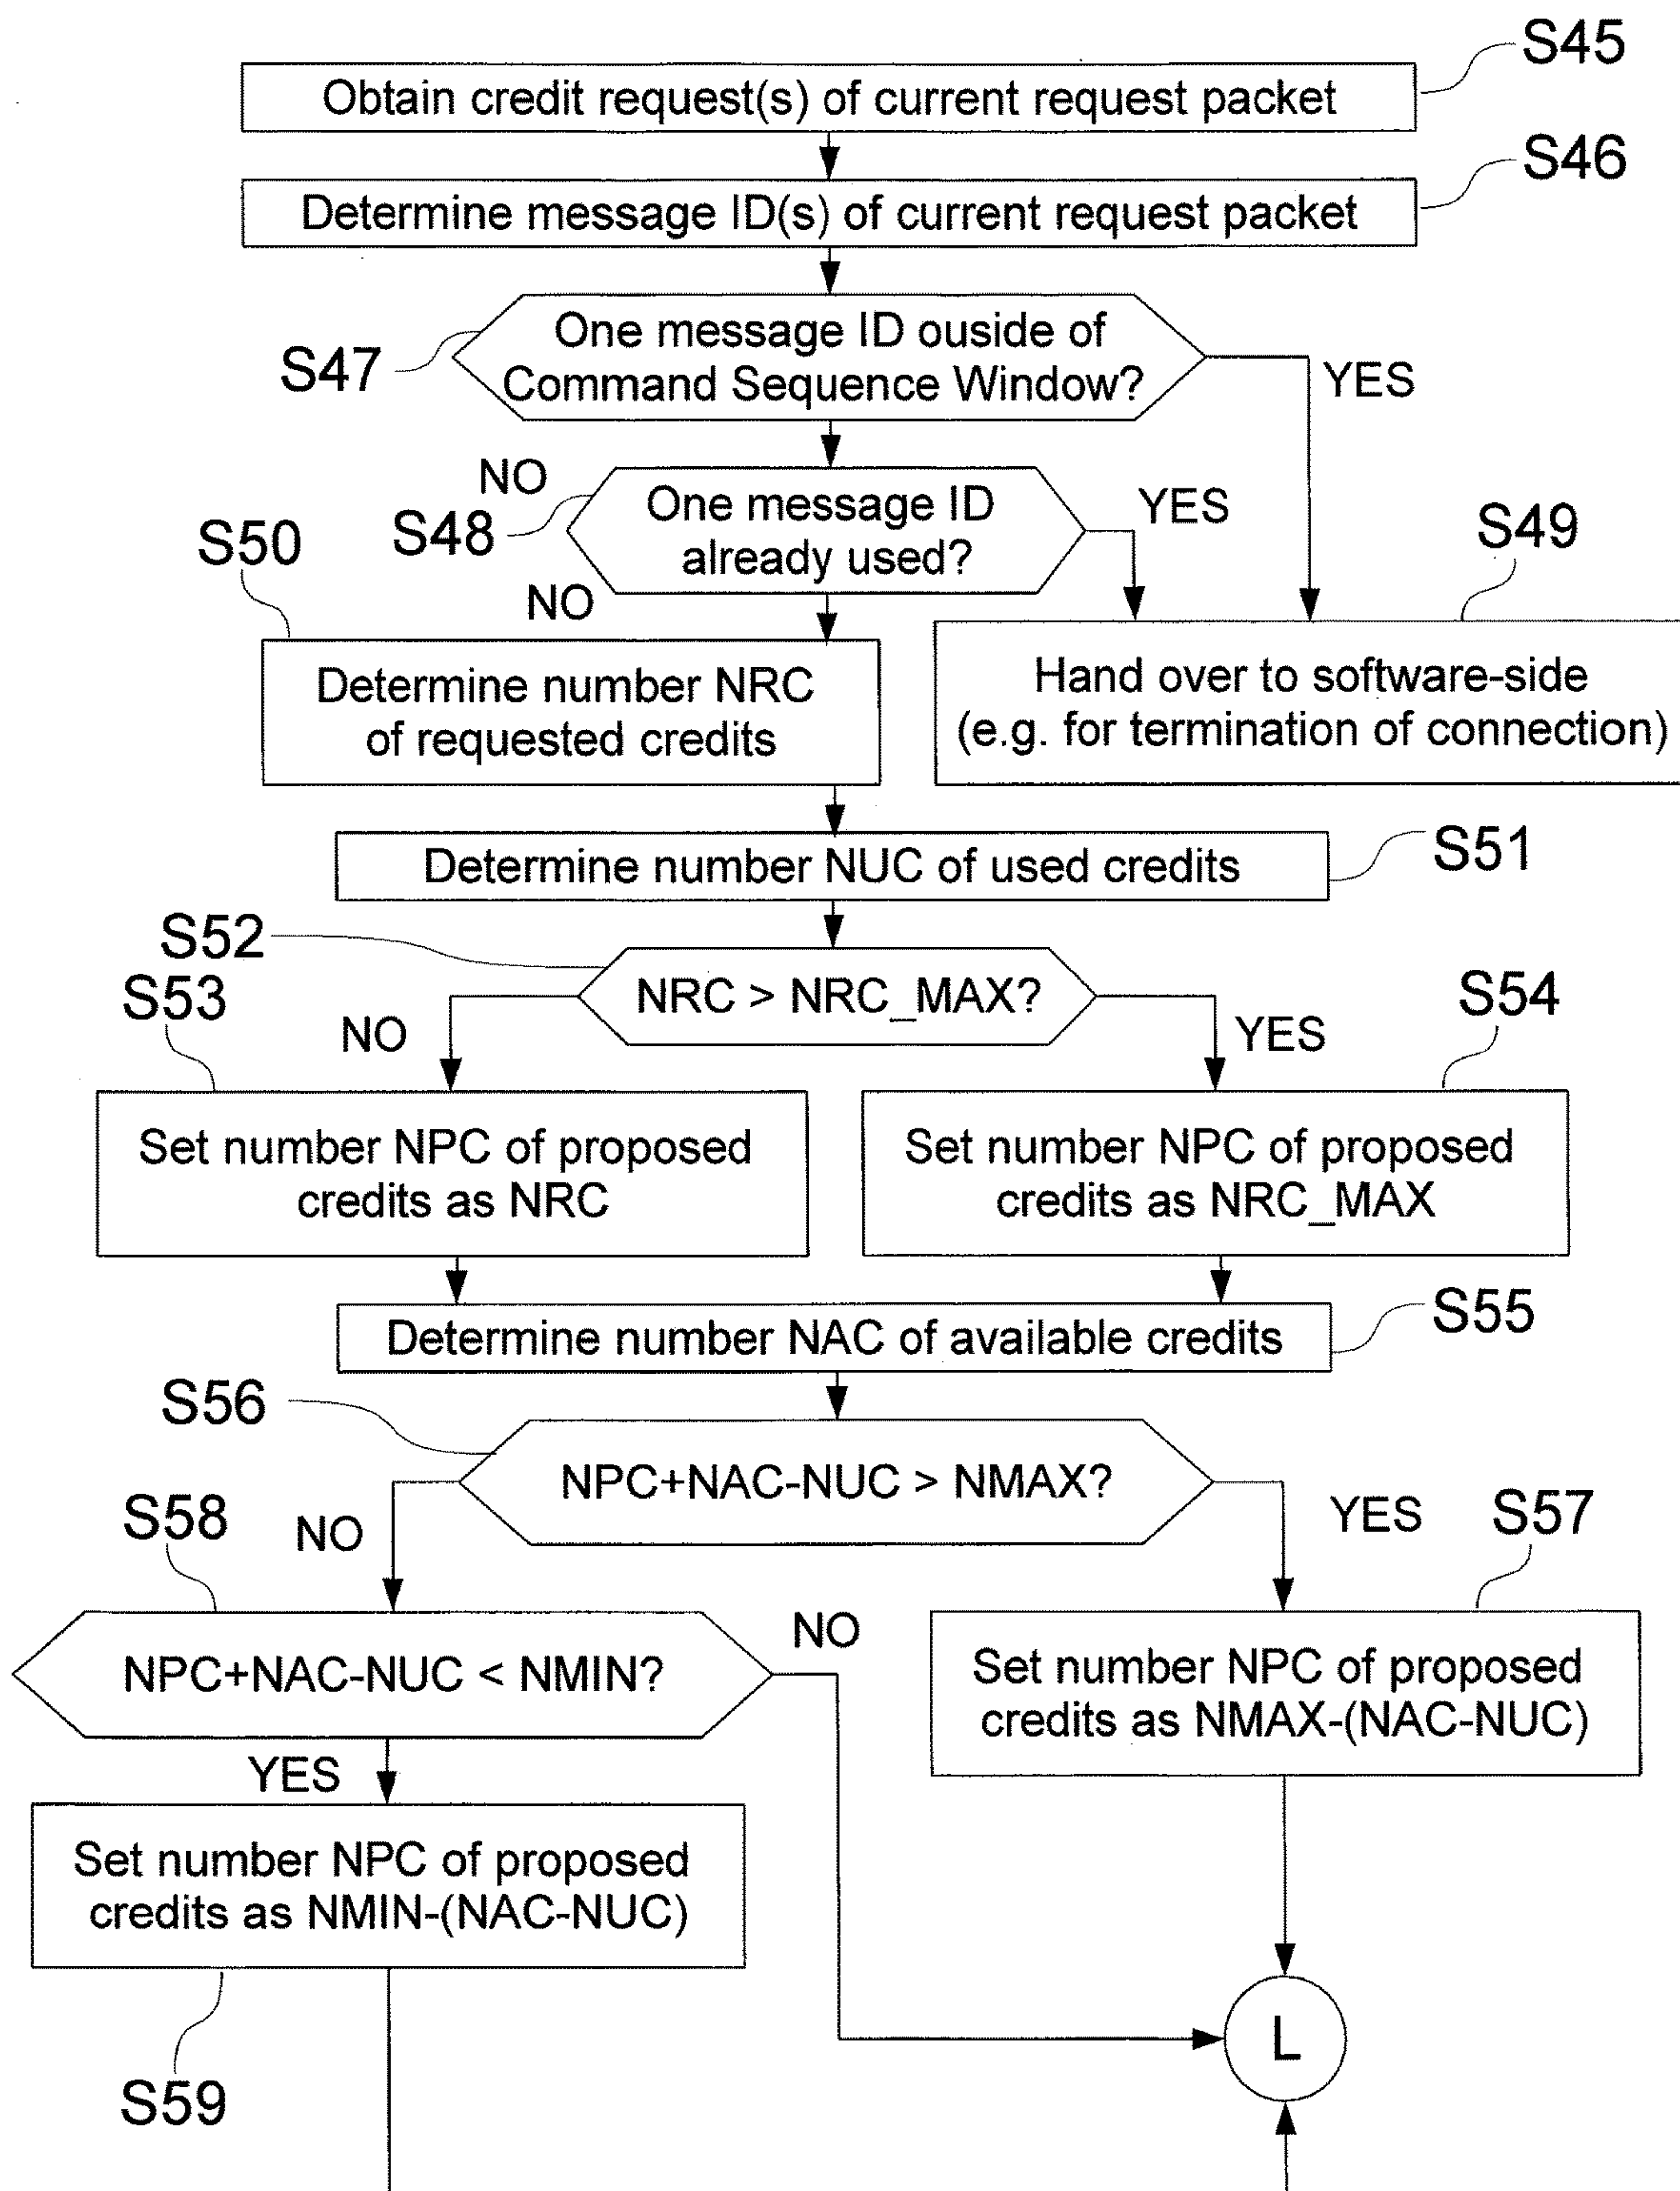 S45
Obtain credit request(s) of current request packet
S46
Determine message ID(s) of current request packet
S47
One message ID ouside of
Command Sequence Window?
YES
NO
S48
One message ID
already used?
YES
S50
NO
S49
Determine number NRC
of requested credits
Hand over to software-side
(e.g. for termination of connection)
Determine number NUC of used credits
S51
S52
NRC > NRC_MAX?
S53
NO
YES
S54
Set number NPC of proposed
credits as NRC
Set number NPC of proposed
credits as NRC_MAX
Determine number NAC of available credits
S55
S56
NPC+NAC-NUC > NMAX?
S58
NO
YES
S57
NPC+NAC-NUC < NMIN?
NO
Set number NPC of proposed
credits as NMAX-(NAC-NUC)
YES
Set number NPC of proposed
credits as NMIN-(NAC-NUC)
L
S59